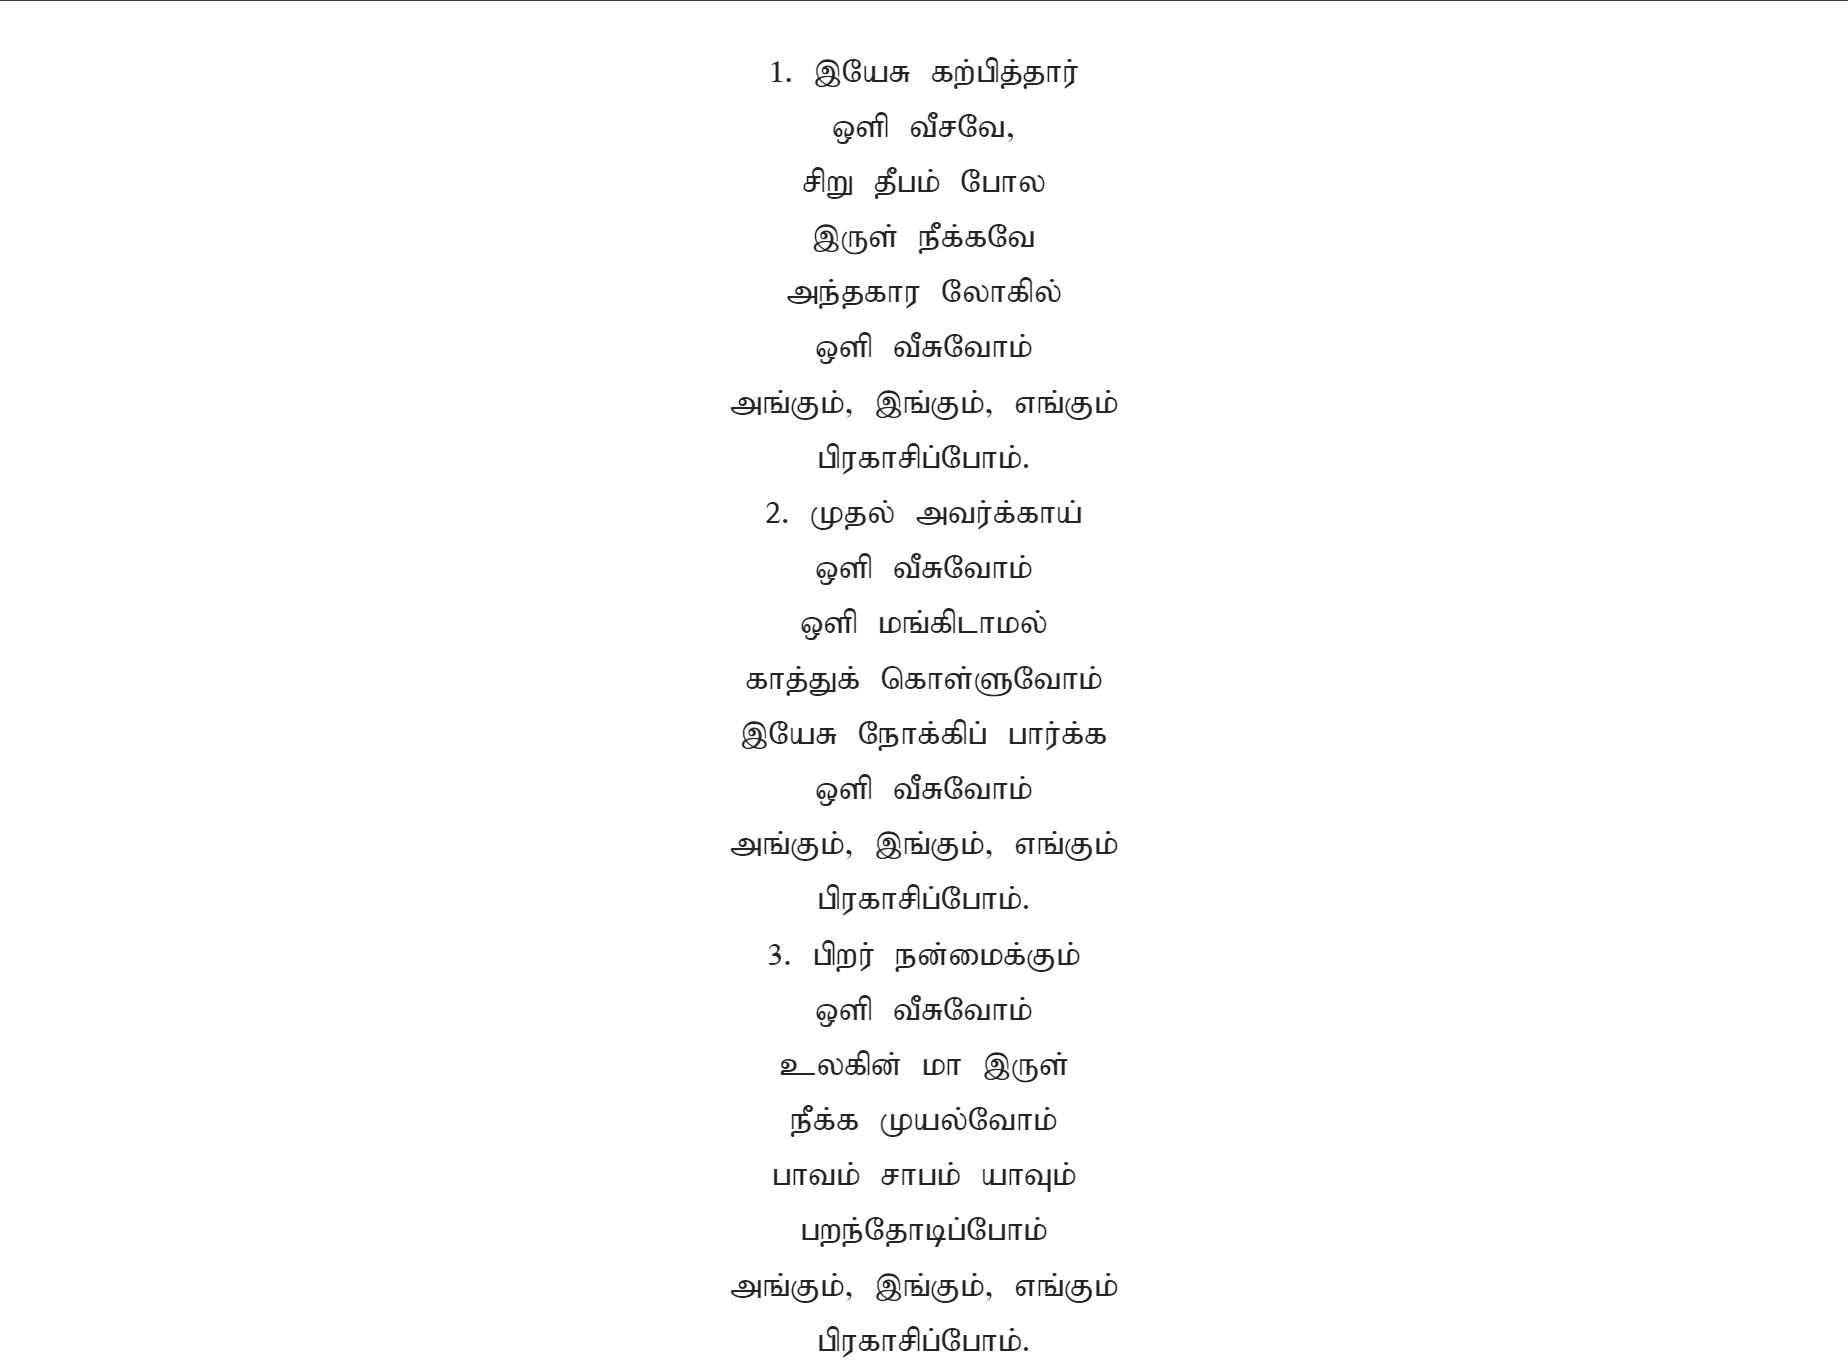 1. இயேசு கற்பித்தார்
ஒளி வீசவே,
சிறு தீபம் போல
இருள் நீக்கவே
அந்தகார லோகில்
ஒளி வீசுவோம்
அங்கும், இங்கும், எங்கும்
பிரகாசிப்போம்.
2. முதல் அவர்க்காய்
ஒளி வீசுவோம்
ஒளி மங்கிடாமல்
காத்துக் கொள்ளுவோம்
இயேசு நோக்கிப் பார்க்க
ஒளி வீசுவோம்
அங்கும், இங்கும், எங்கும்
பிரகாசிப்போம்.
3. பிறர் நன்மைக்கும்
ஒளி வீசுவோம்
உலகின் மா இருள்
நீக்க முயல்வோம்
பாவம் சாபம் யாவும்
பறந்தோடிப்போம்
அங்கும், இங்கும், எங்கும்
பிரகாசிப்போம்.